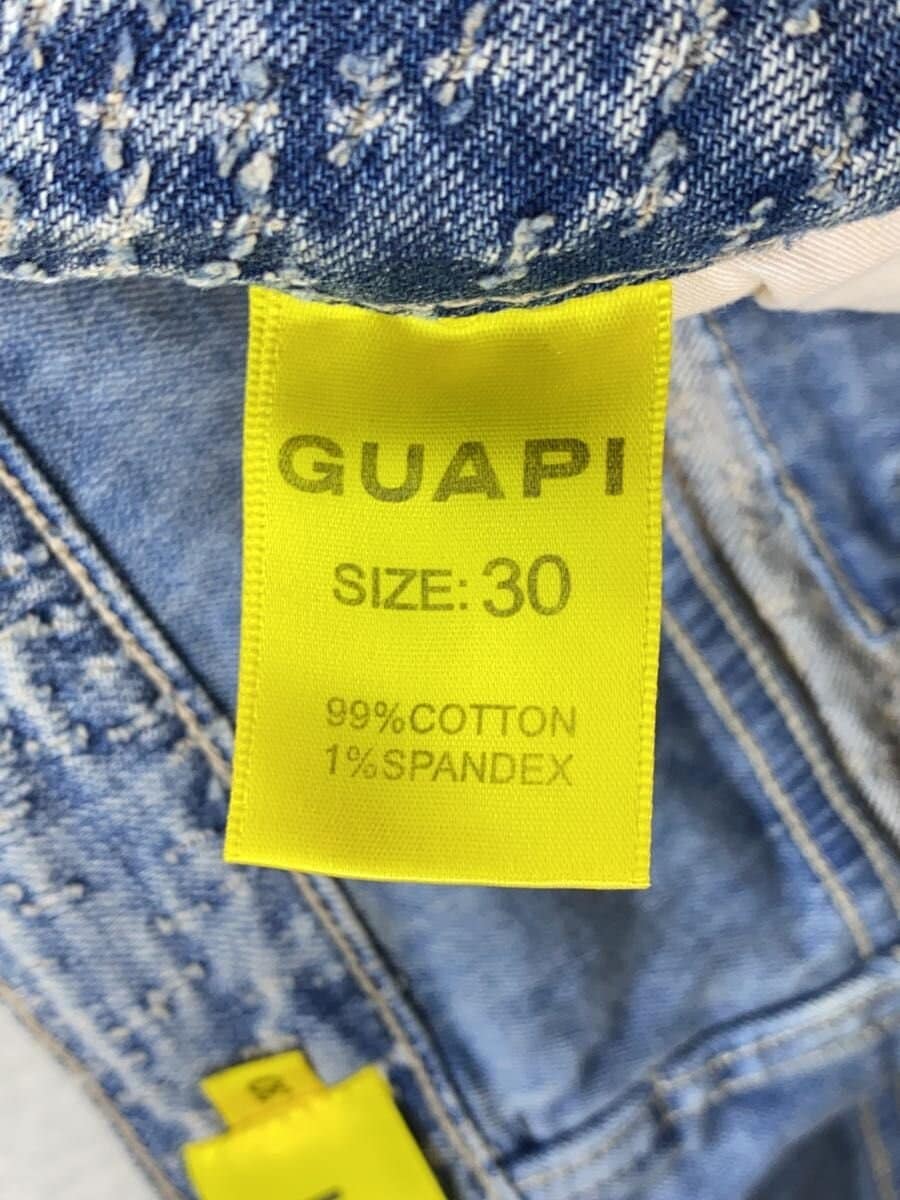 GUAPI
SIZE: 30
99%COTTON
1%SPANDEX